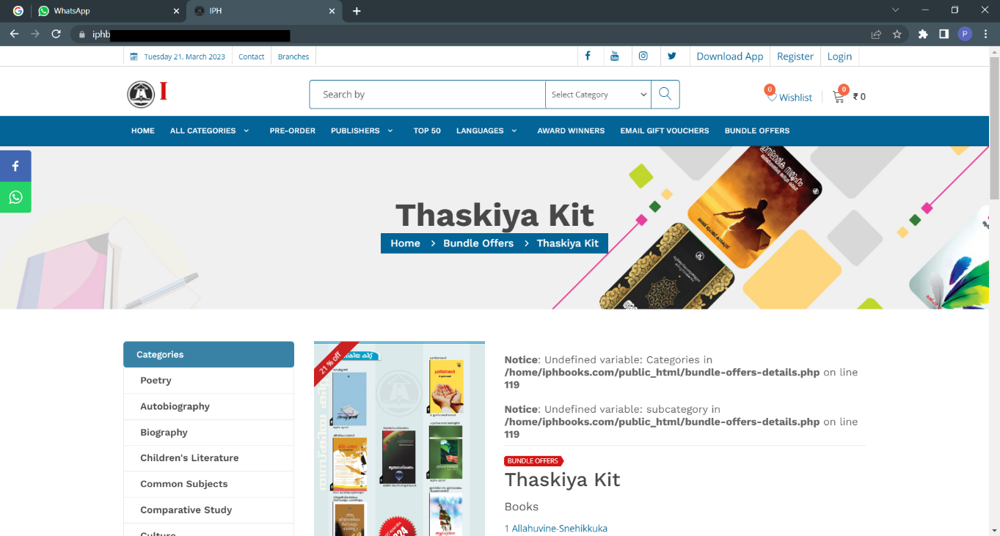 WhatsApp
IPH
iphb
P
Tuesday 21, March 2023
Contact
Branches
Download App
Register
Login
I
Search by
Select Category
0
Wishlist
0
₹ 0
HOME
ALL CATEGORIES
PRE-ORDER
PUBLISHERS
TOP 50
LANGUAGES
AWARD WINNERS
EMAIL GIFT VOUCHERS
BUNDLE OFFERS
Thaskiya Kit
Home > Bundle Offers > Thaskiya Kit
Categories
Poetry
Autobiography
Biography
Children's Literature
Common Subjects
Comparative Study
Culture
21 % off
Notice: Undefined variable: Categories in
/home/iphbooks.com/public_html/bundle-offers-details.php on line
119
Notice: Undefined variable: subcategory in
/home/iphbooks.com/public_html/bundle-offers-details.php on line
119
BUNDLE OFFERS
Thaskiya Kit
Books
1 Allahuvine-Snehikkuka